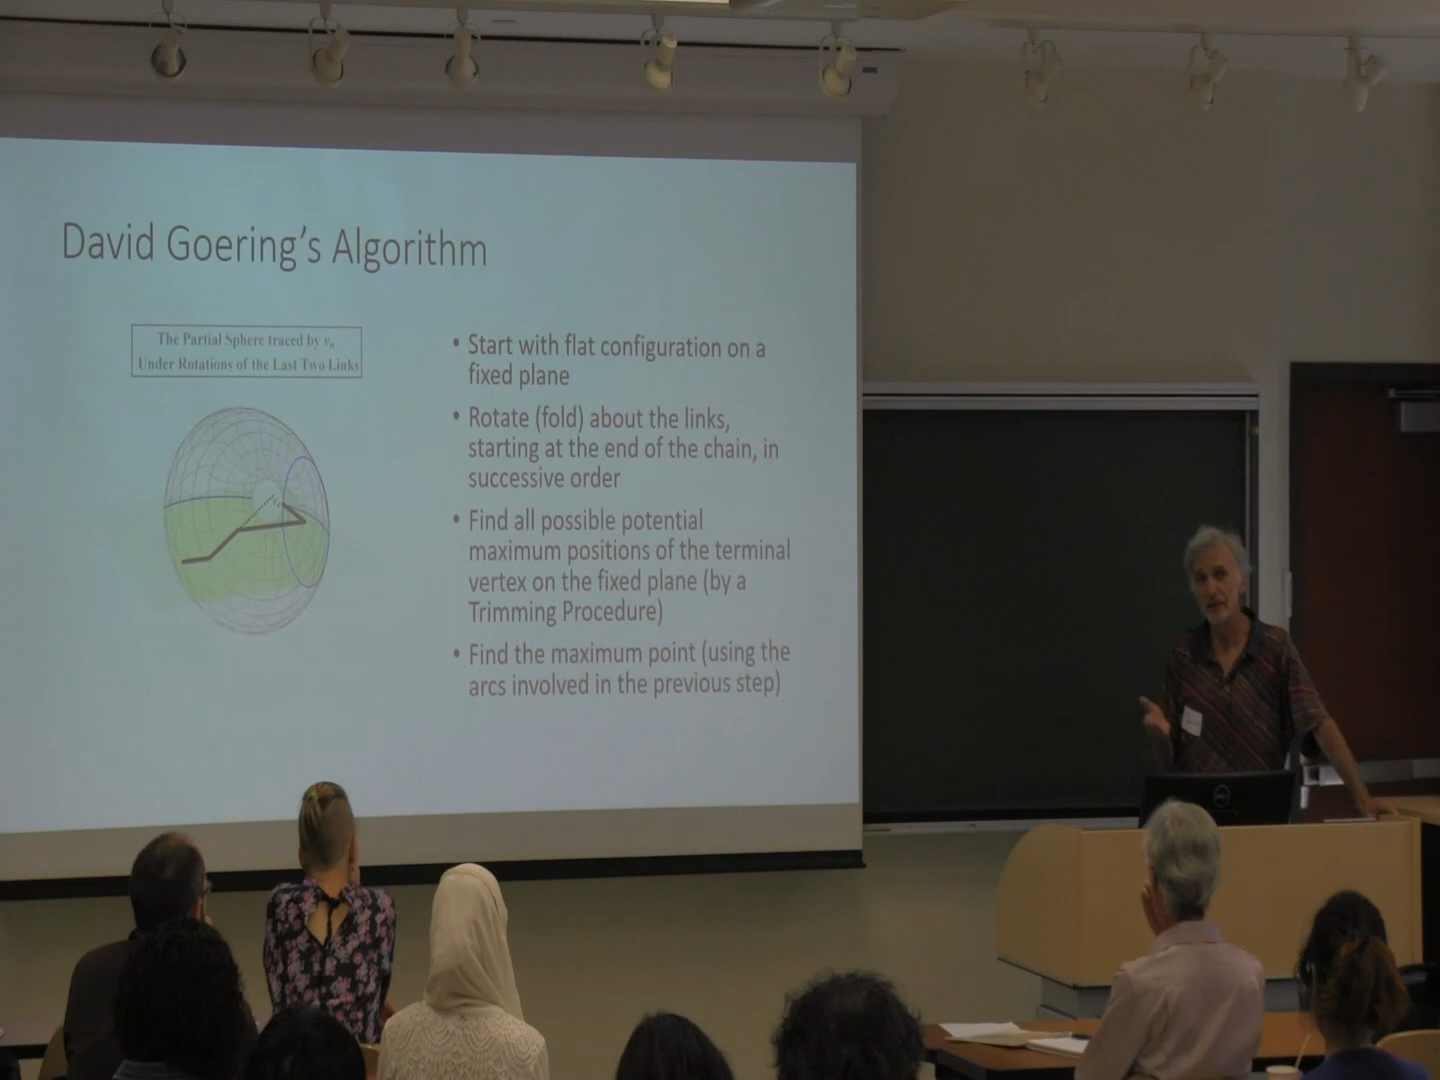 David Goering's Algorithm
The Partial Sphere traced by vn
Under Rotations of the Last Two Links
• Start with flat configuration on a
fixed plane
• Rotate (fold) about the links,
starting at the end of the chain, in
successive order
• Find all possible potential
maximum positions of the terminal
vertex on the fixed plane (by a
Trimming Procedure)
• Find the maximum point (using the
arcs involved in the previous step)
DELL